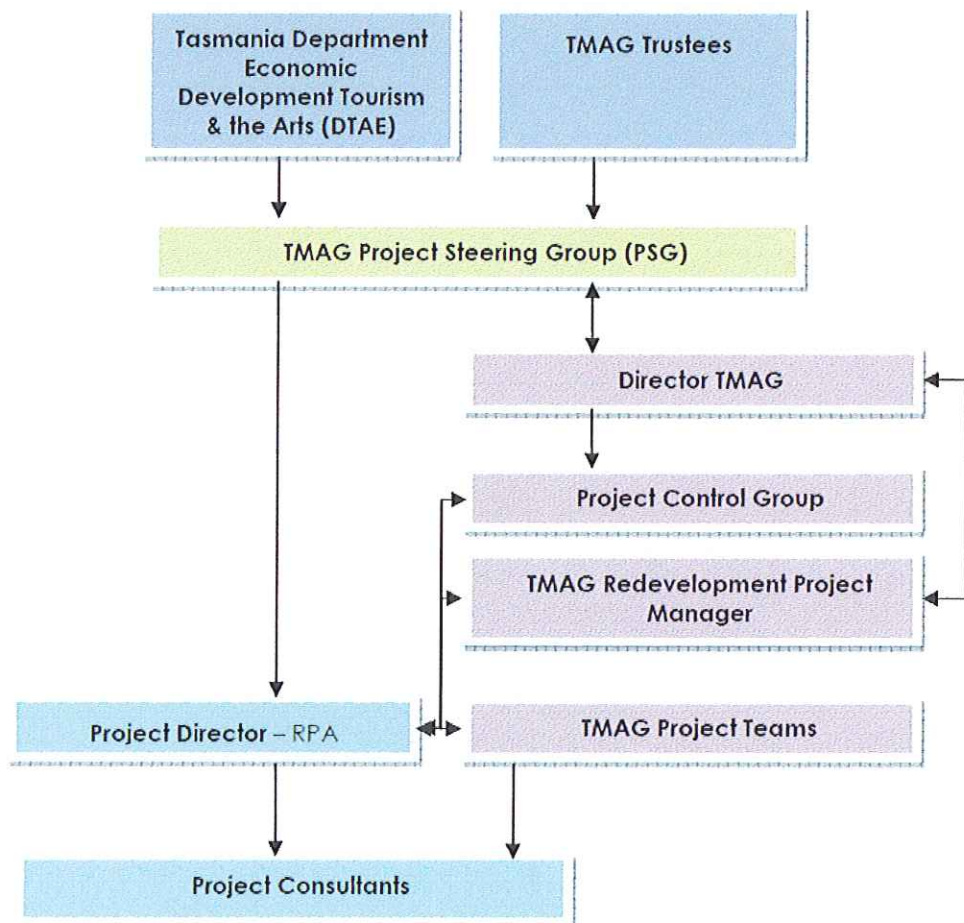 Tasmania Department
Economic
Development Tourism
& the Arts (DTAE)
TMAG Trustees
TMAG Project Steering Group (PSG)
Director TMAG
Project Control Group
TMAG Redevelopment Project
Manager
Project Director – RPA
TMAG Project Teams
Project Consultants